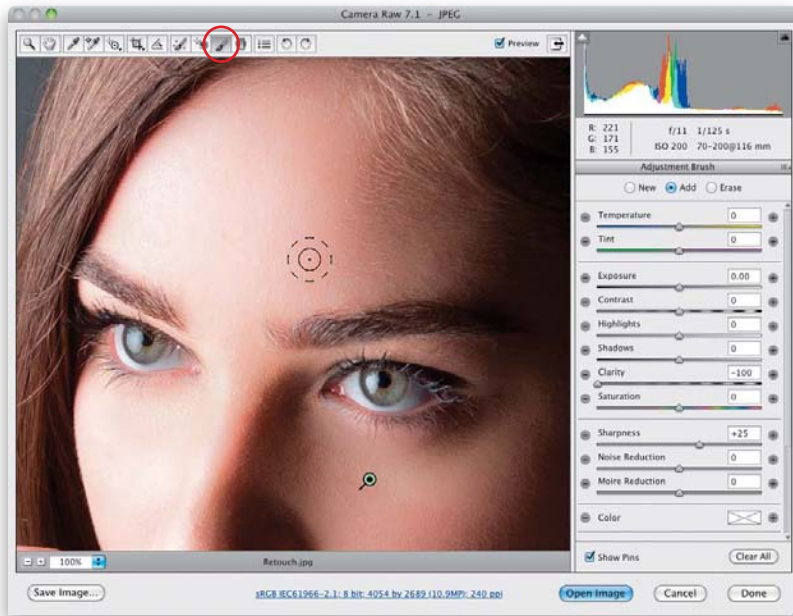 Camera Raw 7.1 – JPEG
Preview
R: 221
G: 171
B: 155
f/11 1/125 s
ISO 200 70-200@116 mm
Adjustment Brush
New Add Erase
Temperature 0
Tint 0
Exposure 0.00
Contrast 0
Highlights 0
Shadows 0
Clarity -100
Saturation 0
Sharpness +25
Noise Reduction 0
Moire Reduction 0
Color
Show Pins Clear All
100% Retouch.jpg
Save Image... sRGB IEC61966-2.1; 8 bit; 4054 by 2689 (10.9MP); 240 ppi Open Image Cancel Done